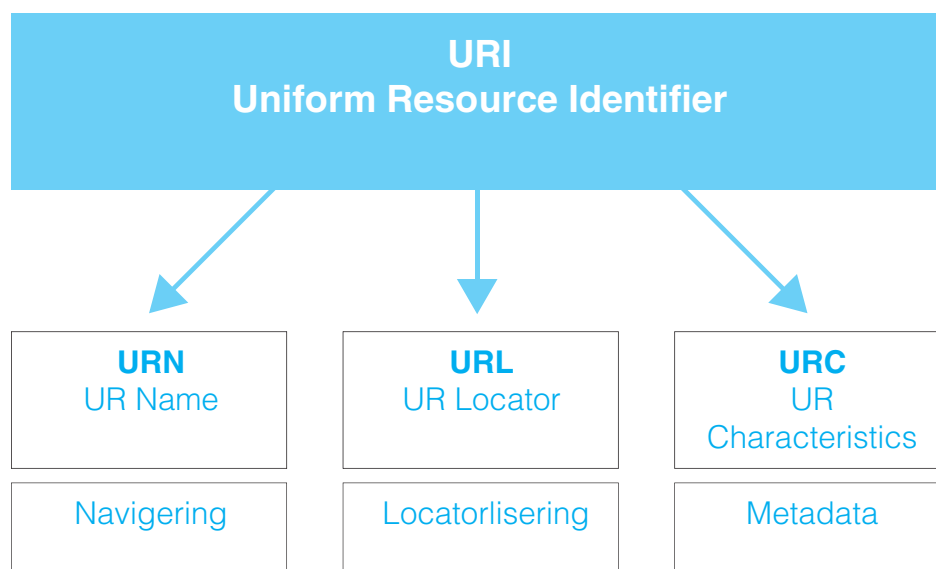 URI
Uniform Resource Identifier
URN
UR Name
URL
UR Locator
URC
UR
Characteristics
Navigering
Locatorlisering
Metadata